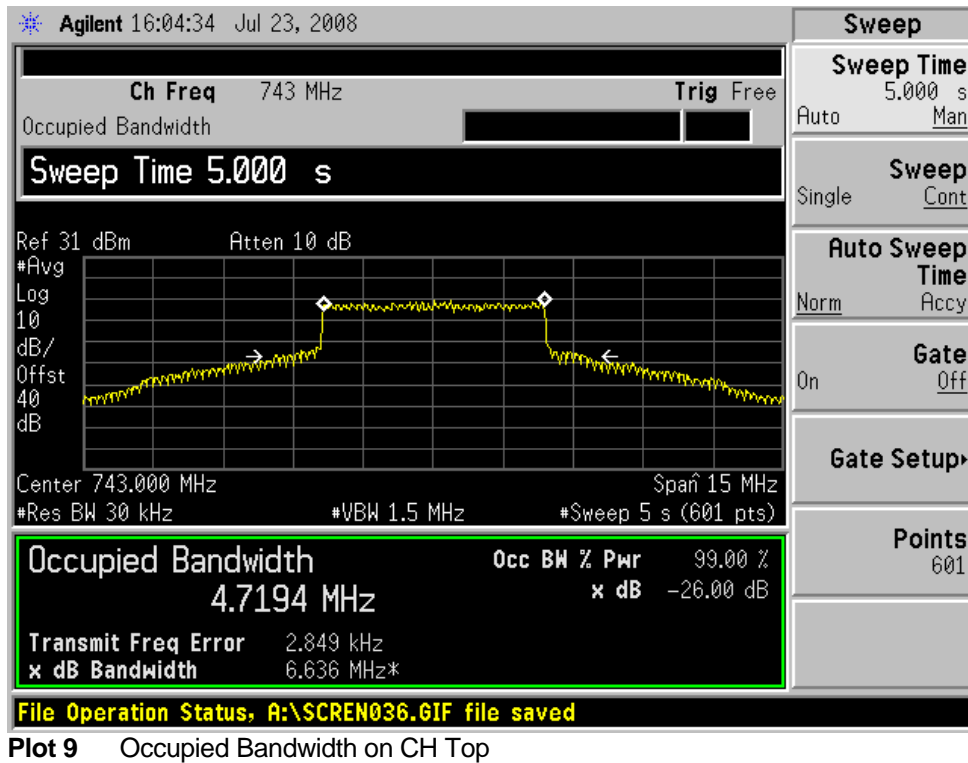 Agilent 16:04:34 Jul 23, 2008
Sweep
Ch Freq 743 MHz Trig Free
Occupied Bandwidth
Sweep Time 5.000 s
Ref 31 dBm Atten 10 dB
#Avg
Log
10
dB/
Offst
40
dB
Center 743.000 MHz Span 15 MHz
#Res BW 30 kHz #VBW 1.5 MHz #Sweep 5 s (601 pts)
Occupied Bandwidth
4.7194 MHz
Occ BW % Pwr 99.00 %
x dB -26.00 dB
Transmit Freq Error 2.849 kHz
x dB Bandwidth 6.636 MHz*
File Operation Status, A:\SCREN036.GIF file saved
Sweep Time
5.000 s
Auto Man
Sweep
Single Cont
Auto Sweep
Time
Norm Accy
Gate
On Off
Gate Setup
Points
601
Plot 9 Occupied Bandwidth on CH Top